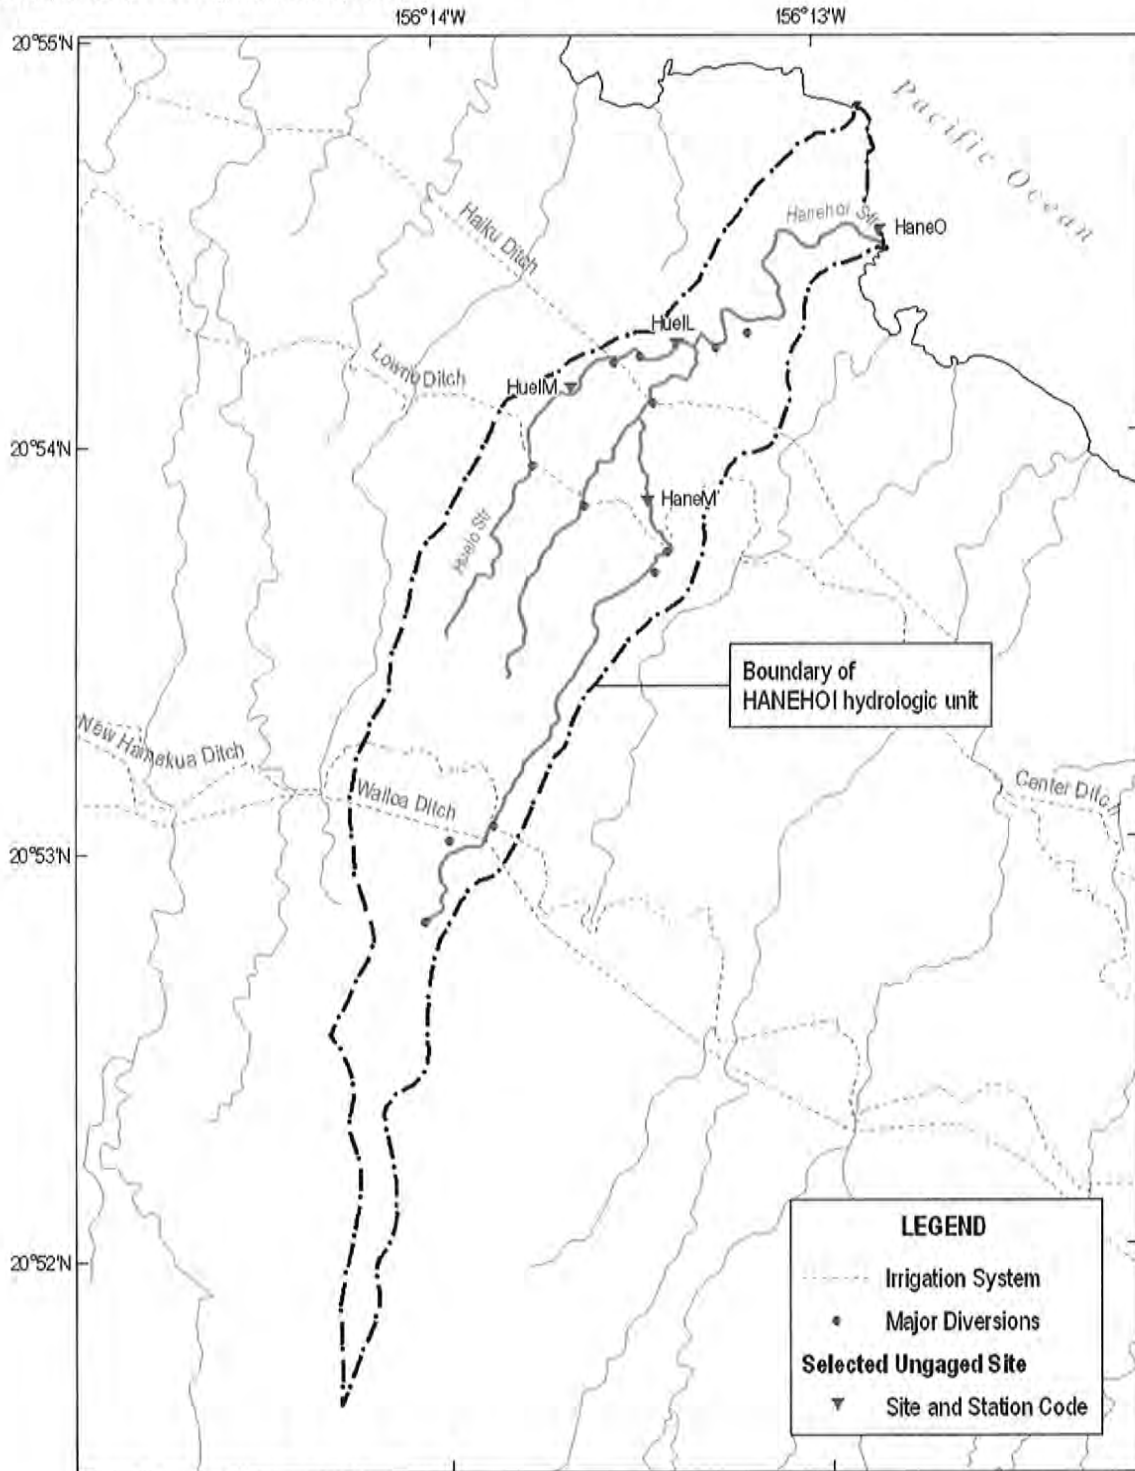 156°14'W
156°13'W
20°55'N
Pacific Ocean
Haiku Ditch
Hanehoi Str
HaneO
HuelL
Lowrie Ditch
HuelM
20°54'N
HaneM
Huelo Str
Boundary of
HANEHOI hydrologic unit
New Hamakua Ditch
Wailoa Ditch
Center Ditch
20°53'N
20°52'N
LEGEND
Irrigation System
Major Diversions
Selected Ungaged Site
Site and Station Code